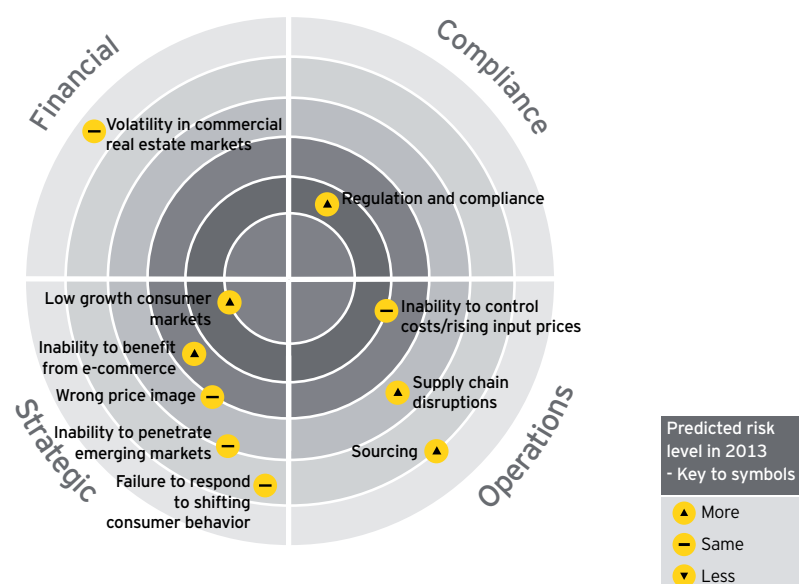 Financial
Compliance
Volatility in commercial
real estate markets
Regulation and compliance
Low growth consumer
markets
Inability to control
costs/rising input prices
Inability to benefit
from e-commerce
Wrong price image
Supply chain
disruptions
Inability to penetrate
emerging markets
Sourcing
Failure to respond
to shifting
consumer behavior
Strategic
Operations
Predicted risk
level in 2013
- Key to symbols
More
Same
Less